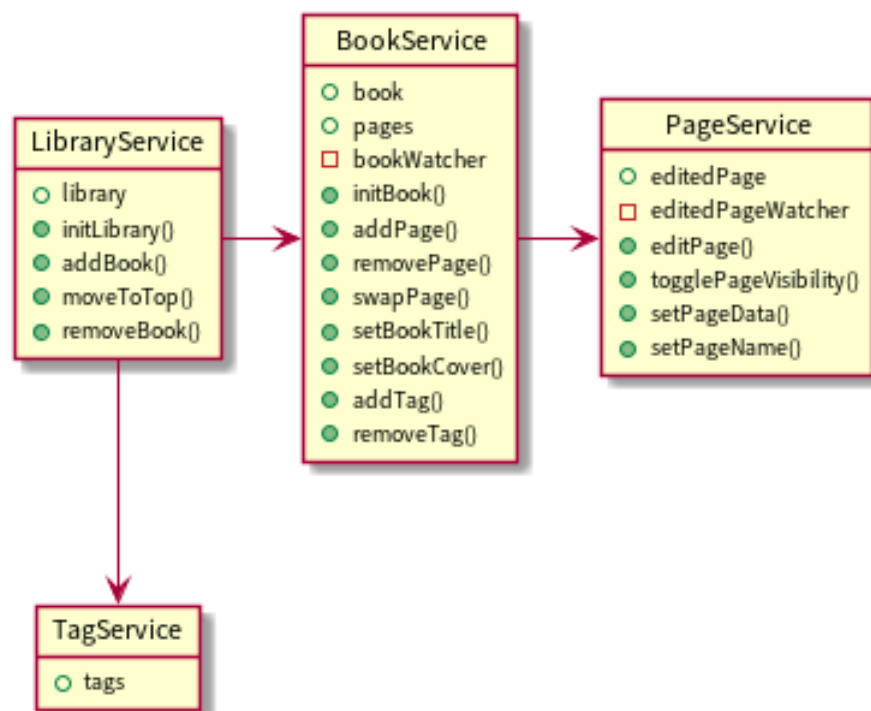 LibraryService
library
initLibrary()
addBook()
moveToTop()
removeBook()
BookService
book
pages
bookWatcher
initBook()
addPage()
removePage()
swapPage()
setBookTitle()
setBookCover()
addTag()
removeTag()
PageService
editedPage
editedPageWatcher
editPage()
togglePageVisibility()
setPageData()
setPageName()
TagService
tags